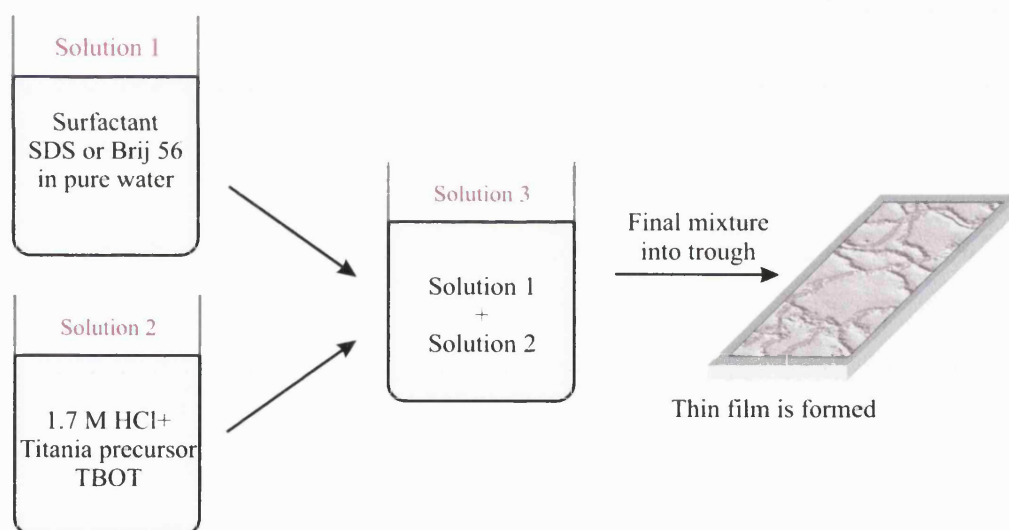 Solution 1
Surfactant
SDS or Brij 56
in pure water
Solution 2
1.7 M HCl+
Titania precursor
TBOT
Solution 3
Solution 1
+
Solution 2
Final mixture
into trough
Thin film is formed